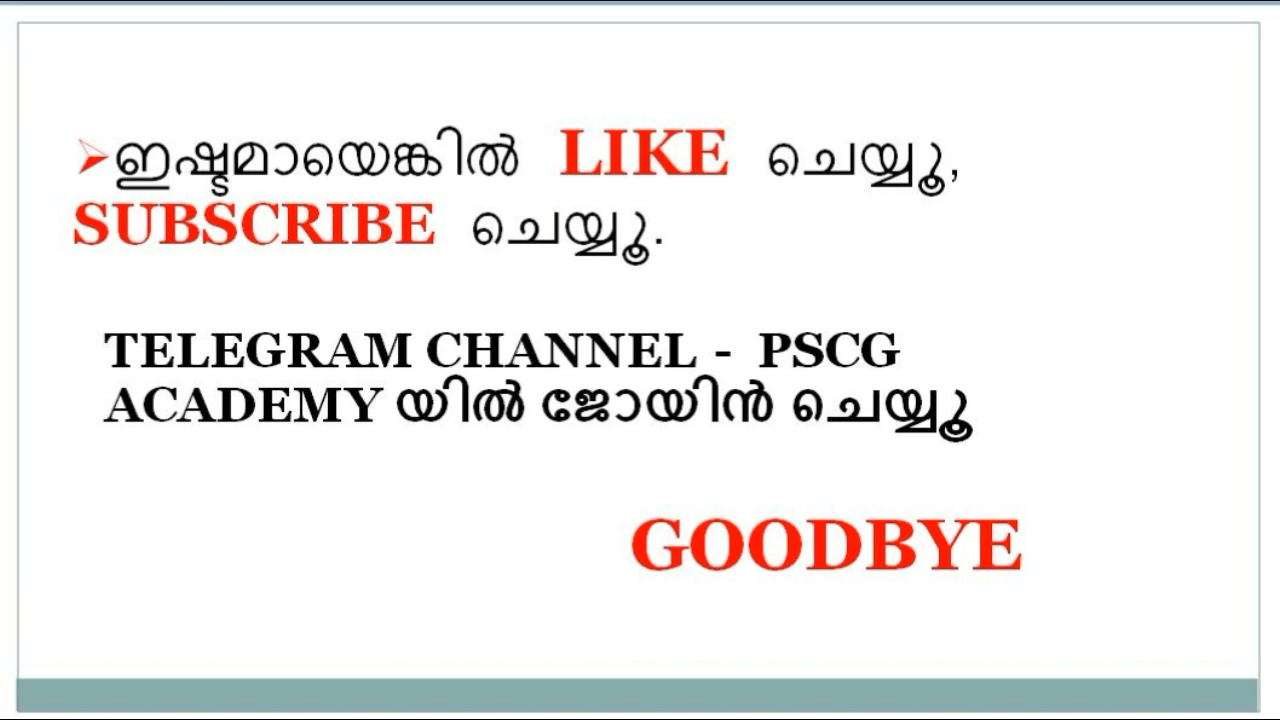 ➢ഇഷ്ടമായെങ്കിൽ LIKE ചെയ്യൂ,
SUBSCRIBE ചെയ്യൂ.
TELEGRAM CHANNEL - PSCG
ACADEMY യിൽ ജോയിൻ ചെയ്യൂ
GOODBYE